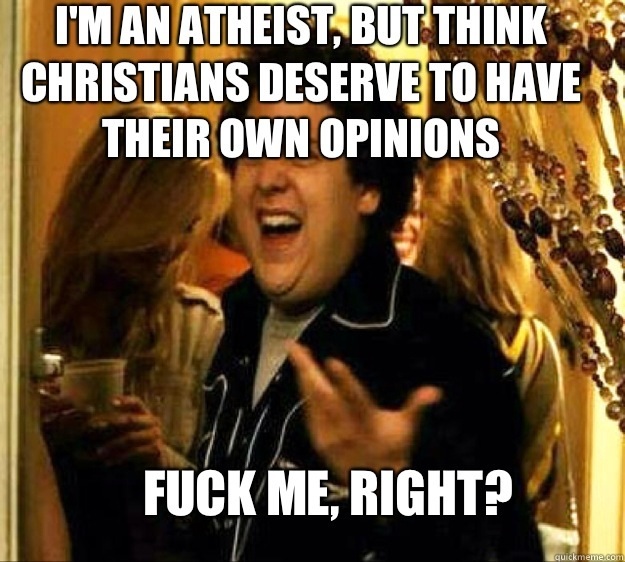 I'M AN ATHEIST, BUT THINK
CHRISTIANS DESERVE TO HAVE
THEIR OWN OPINIONS
FUCK ME, RIGHT?
quickmeme.com